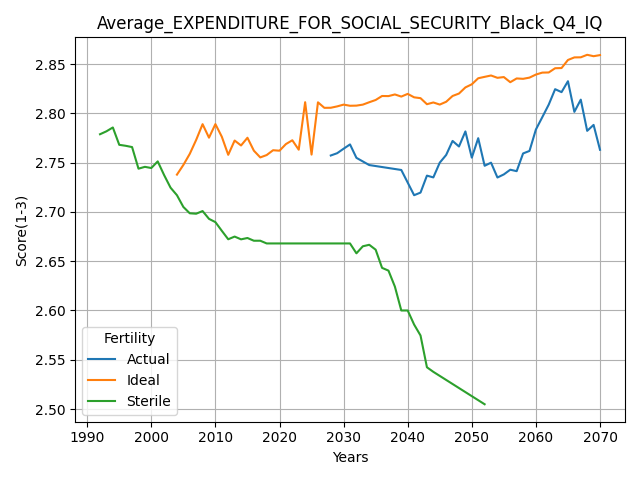 Average_EXPENDITURE_FOR_SOCIAL_SECURITY_Black_Q4_IQ
Score(1-3)
2.85
2.80
2.75
2.70
2.65
2.60
2.55
2.50
Fertility
Actual
Ideal
Sterile
1990 2000 2010 2020 2030 2040 2050 2060 2070
Years